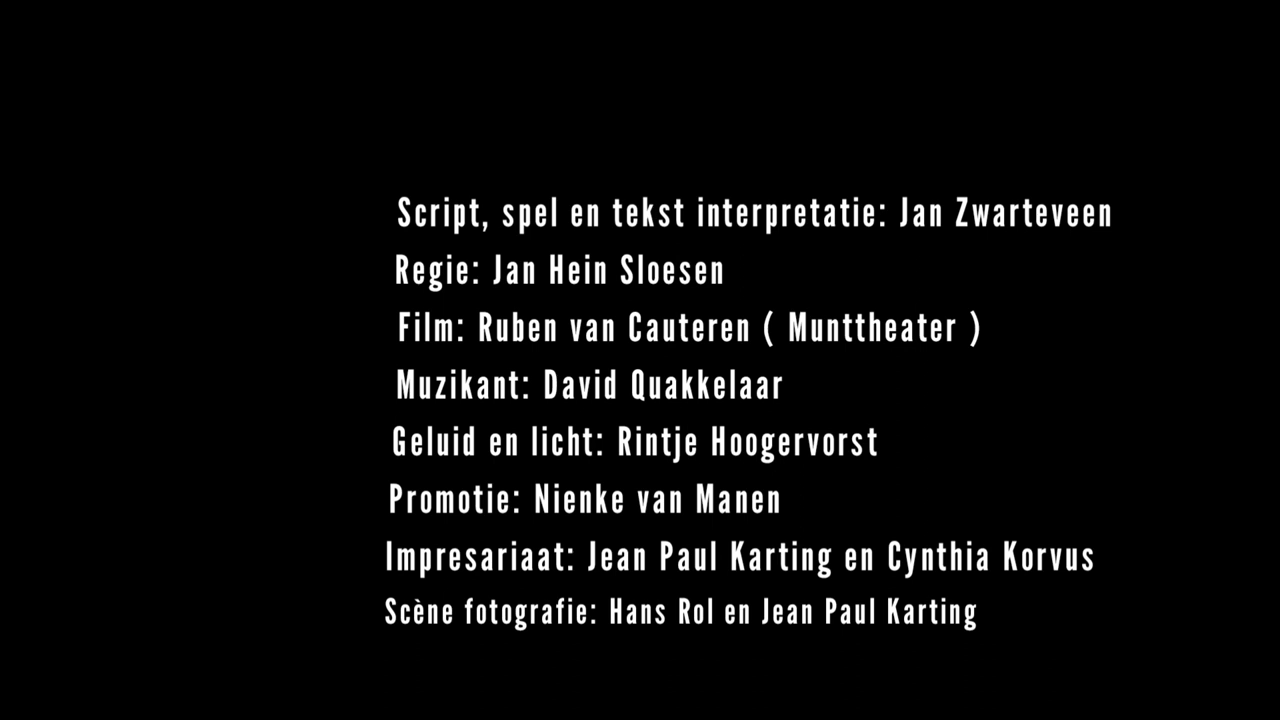 Script, spel en tekst interpretatie: Jan Zwarteveen
Regie: Jan Hein Sloesen
Film: Ruben van Cauteren ( Munttheater )
Muzikant: David Quakkelaar
Geluid en licht: Rintje Hoogervorst
Promotie: Nienke van Manen
Impresariaat: Jean Paul Karting en Cynthia Korvus
Scène fotografie: Hans Rol en Jean Paul Karting